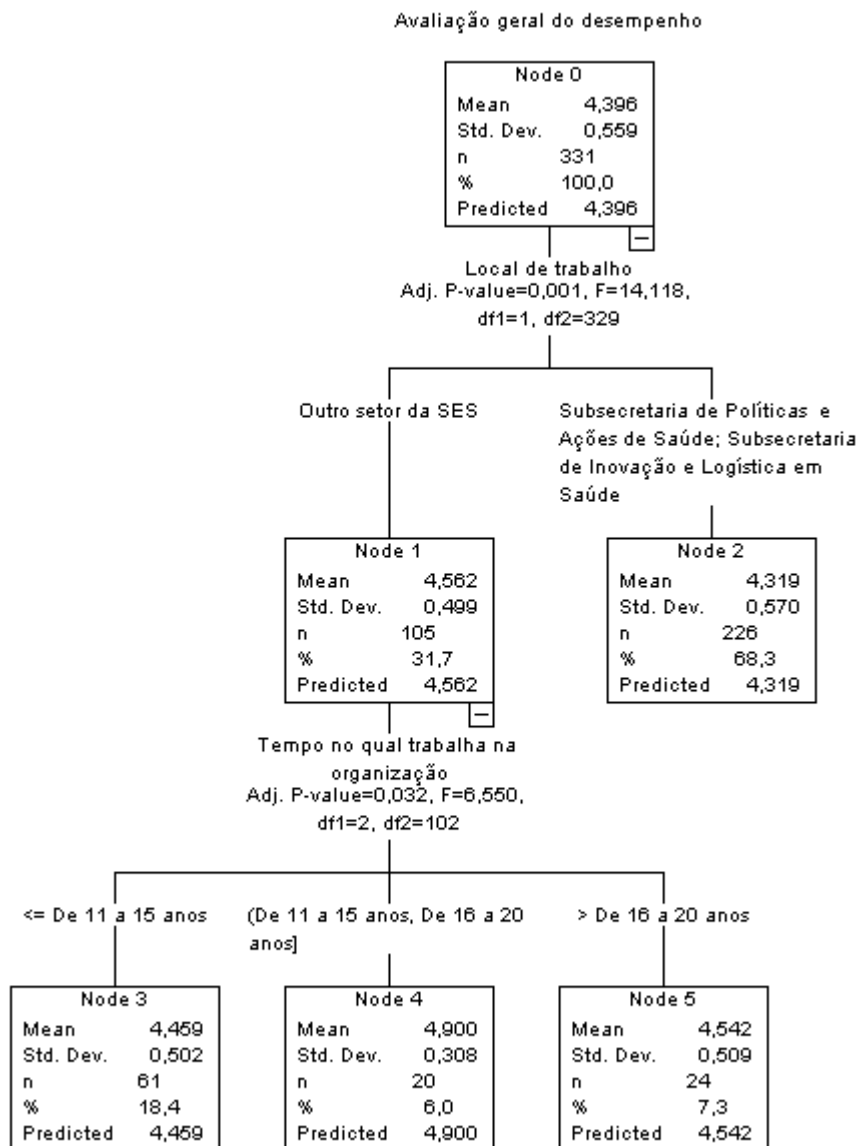 Avaliação geral do desempenho
Node 0
Mean 4,396
Std. Dev. 0,559
n 331
% 100,0
Predicted 4,396
Local de trabalho
Adj. P-value=0,001, F=14,118,
df1=1, df2=329
Outro setor da SES
Subsecretaria de Políticas e
Ações de Saúde; Subsecretaria
de Inovação e Logística em
Saúde
Node 1
Mean 4,562
Std. Dev. 0,499
n 105
% 31,7
Predicted 4,562
Node 2
Mean 4,319
Std. Dev. 0,570
n 226
% 68,3
Predicted 4,319
Tempo no qual trabalha na
organização
Adj. P-value=0,032, F=6,550,
df1=2, df2=102
<= De 11 a 15 anos
(De 11 a 15 anos, De 16 a 20
anos]
> De 16 a 20 anos
Node 3
Mean 4,459
Std. Dev. 0,502
n 61
% 18,4
Predicted 4,459
Node 4
Mean 4,900
Std. Dev. 0,308
n 20
% 6,0
Predicted 4,900
Node 5
Mean 4,542
Std. Dev. 0,509
n 24
% 7,3
Predicted 4,542